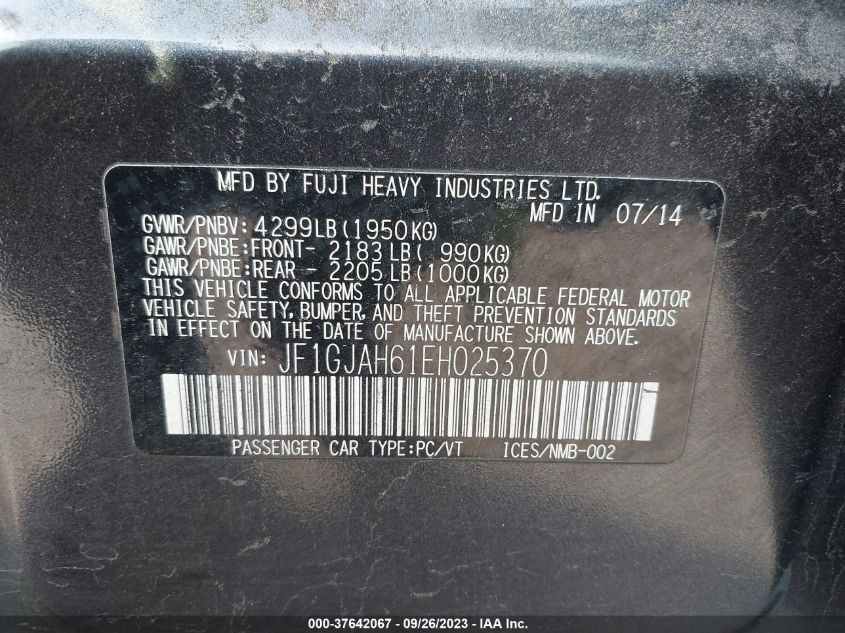 MFD BY FUJI HEAVY INDUSTRIES LTD.
MFD IN 07/14
GVWR/PNBV: 4299LB(1950KG)
GAWR/PNBE:FRONT- 2183LB( 990KG)
GAWR/PNBE:REAR - 2205LB(1000KG)
THIS VEHICLE CONFORMS TO ALL APPLICABLE FEDERAL MOTOR
VEHICLE SAFETY, BUMPER, AND THEFT PREVENTION STANDARDS
IN EFFECT ON THE DATE OF MANUFACTURE SHOWN ABOVE.
VIN: JF1GJAH61EH025370
PASSENGER CAR TYPE:PC/VT ICES/NMB-002
000-37642067 - 09/26/2023 - IAA Inc.